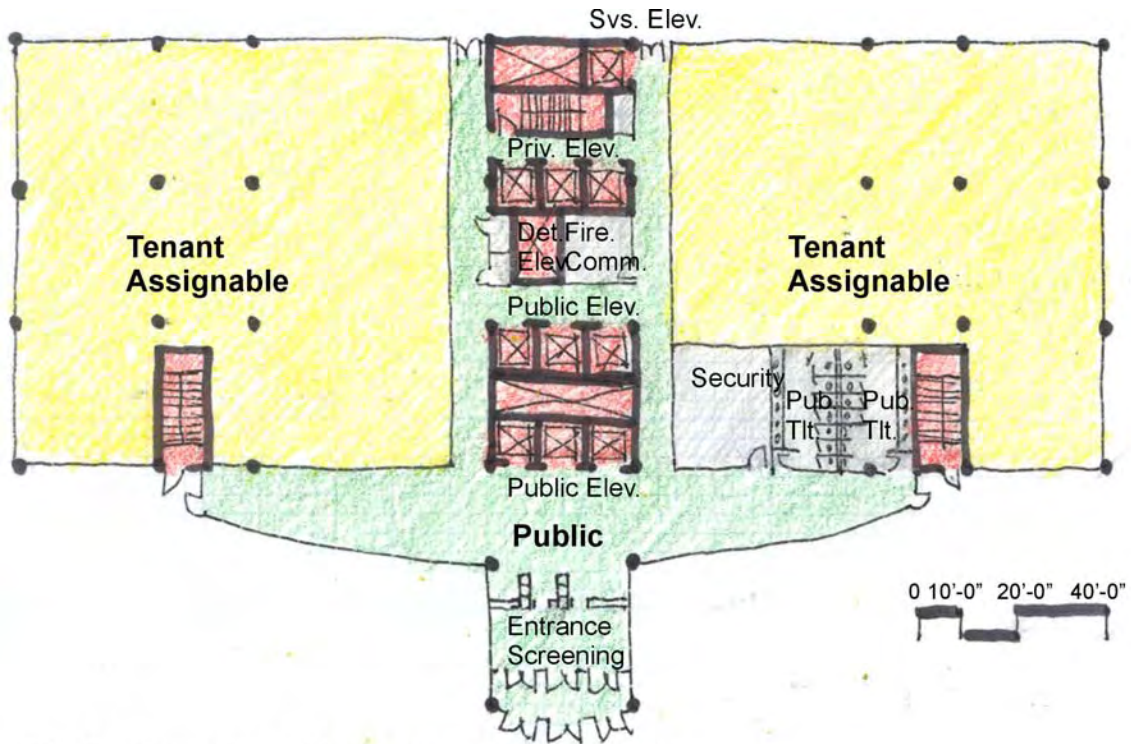 Svs. Elev.
Priv. Elev.
Tenant
Assignable
Det.Fire.
Elev.Comm.
Tenant
Assignable
Public Elev.
Security
Pub. Pub.
Tlt. Tlt.
Public Elev.
Public
0 10'-0" 20'-0" 40'-0"
Entrance
Screening